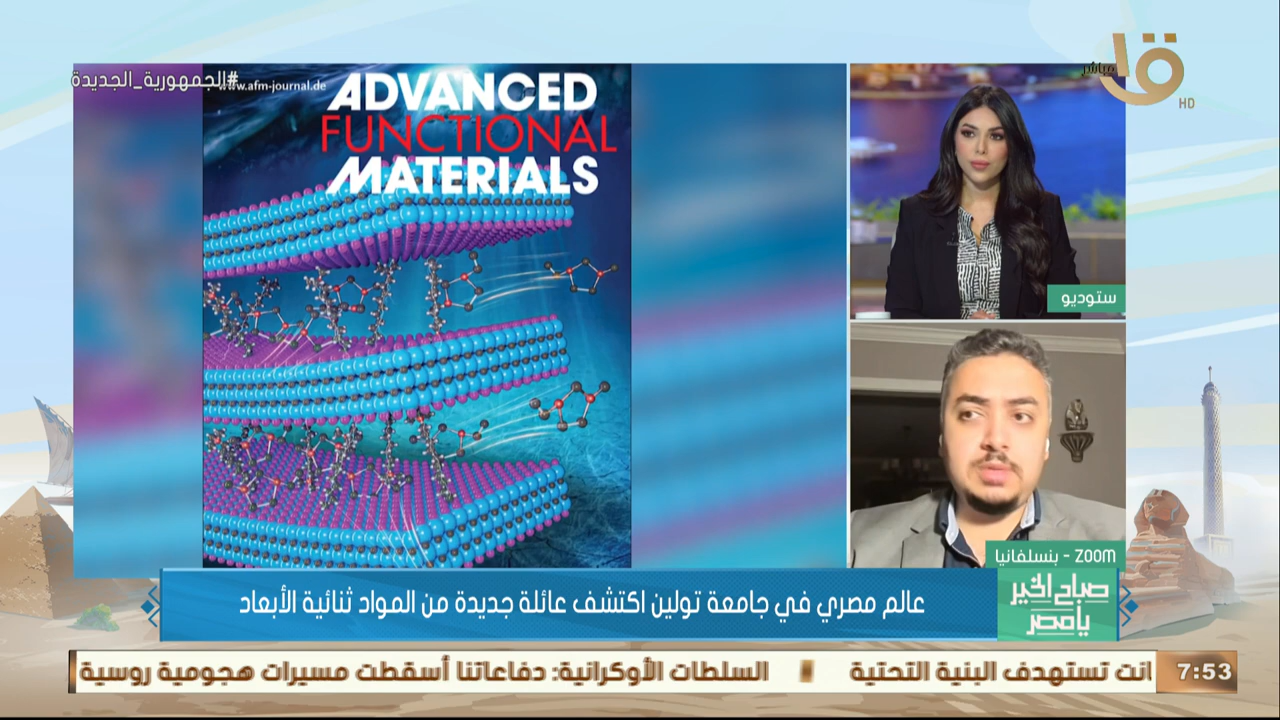 #الجمهورية_الجديدة
www.afm-journal.de
ADVANCED
FUNCTIONAL
MATERIALS
مباشر
HD
ستوديو
ZOOM - بنسلفانيا
صباح الخير
يا مصر
عالم مصري في جامعة تولين اكتشف عائلة جديدة من المواد ثنائية الأبعاد
7:53
انت تستهدف البنية التحتية
السلطات الأوكرانية: دفاعاتنا أسقطت مسيرات هجومية روسية